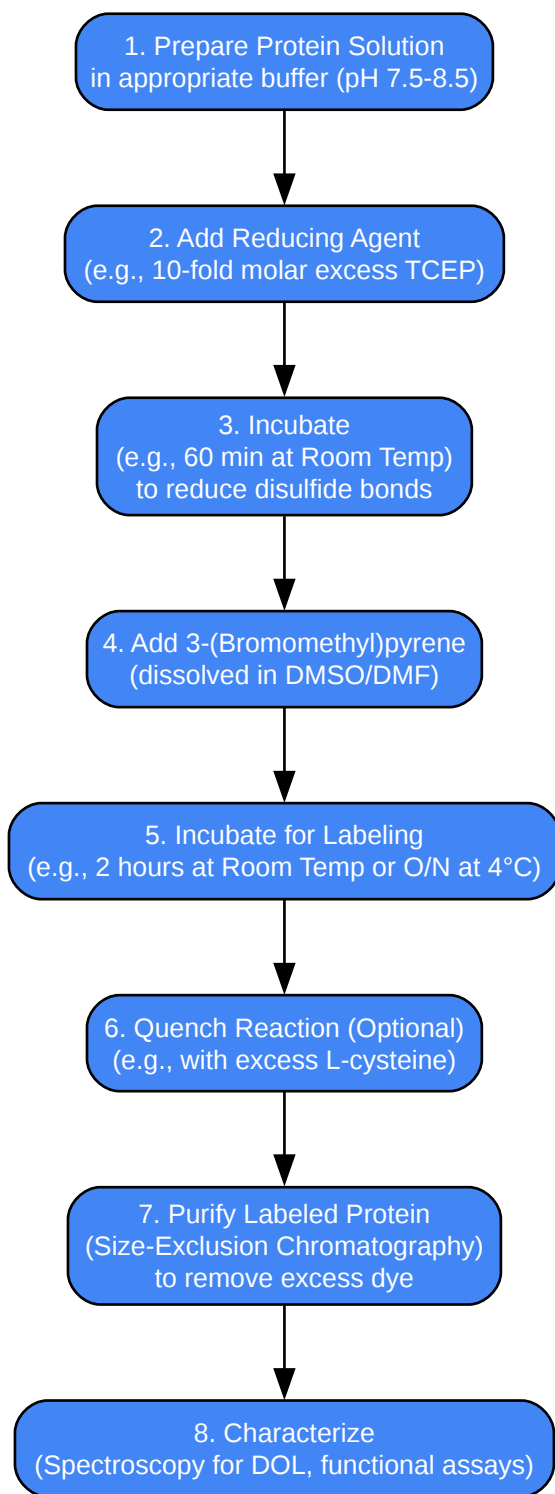 1. Prepare Protein Solution
in appropriate buffer (pH 7.5-8.5)
2. Add Reducing Agent
(e.g., 10-fold molar excess TCEP)
3. Incubate
(e.g., 60 min at Room Temp)
to reduce disulfide bonds
4. Add 3-(Bromomethyl)pyrene
(dissolved in DMSO/DMF)
5. Incubate for Labeling
(e.g., 2 hours at Room Temp or O/N at 4°C)
6. Quench Reaction (Optional)
(e.g., with excess L-cysteine)
7. Purify Labeled Protein
(Size-Exclusion Chromatography)
to remove excess dye
8. Characterize
(Spectroscopy for DOL, functional assays)